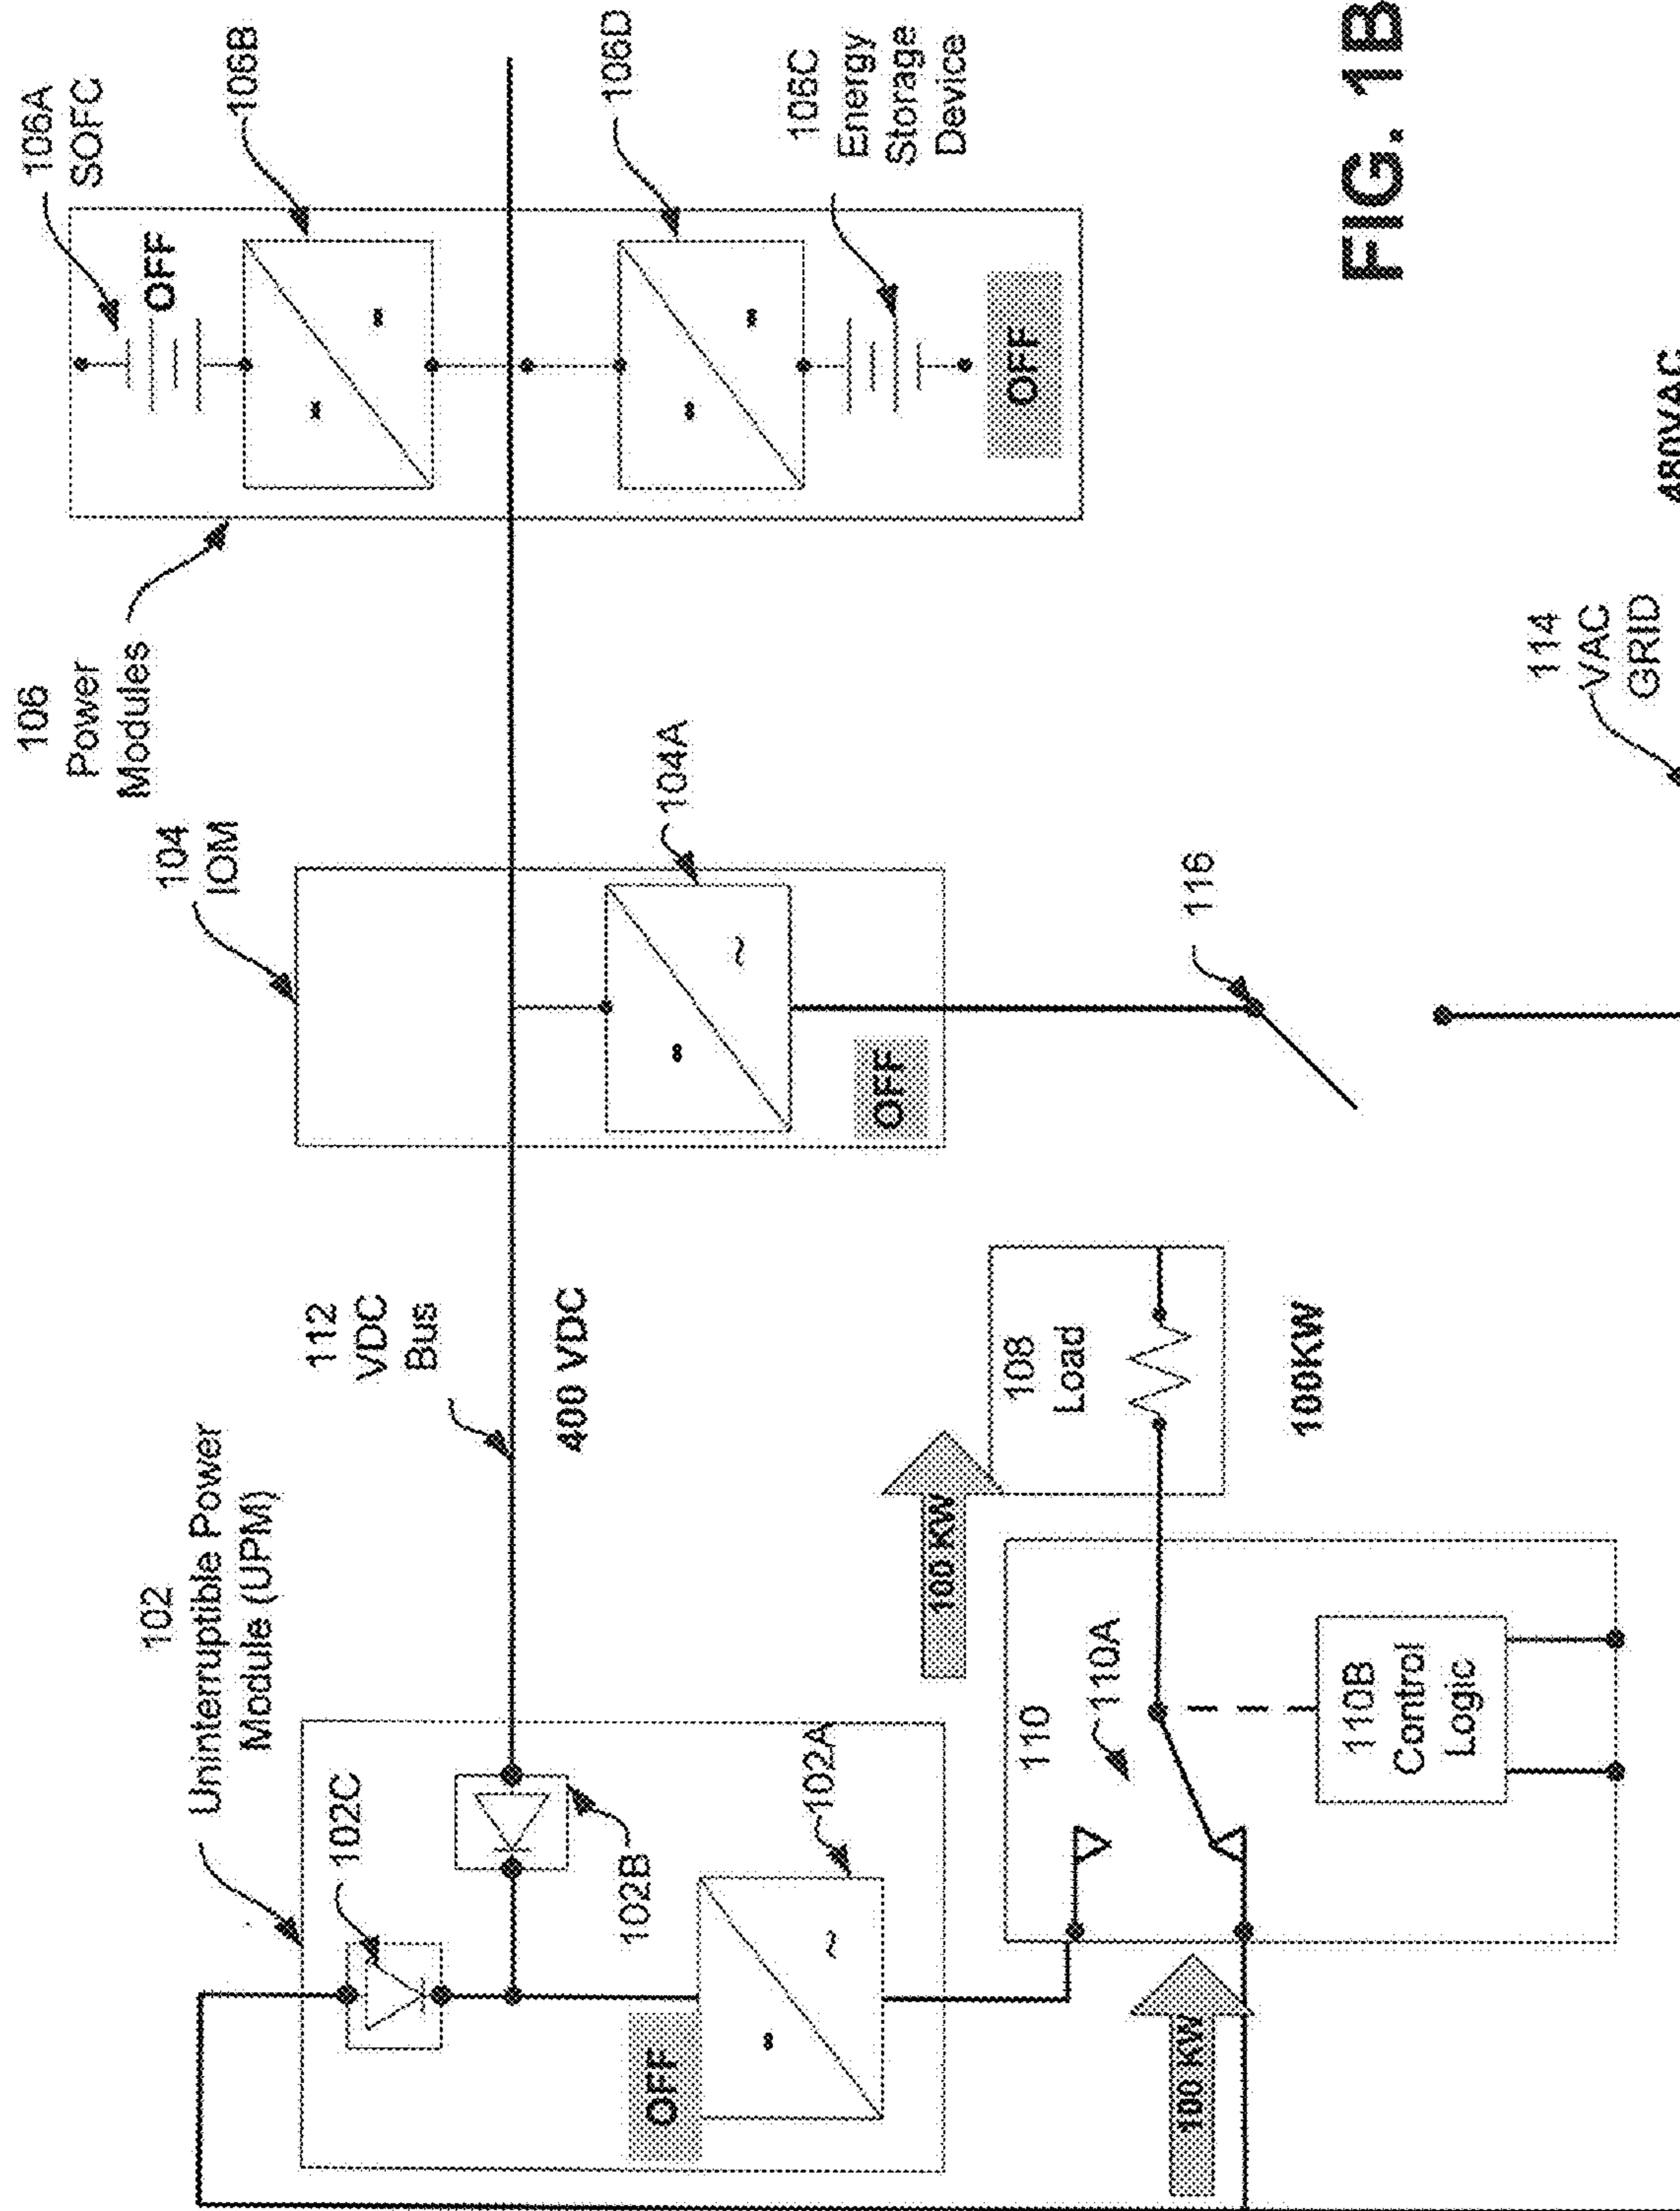 102
Uninterruptible Power
Module (UPM)
102C
102B
102A
OFF
112
VDC
Bus
400 VDC
104
IOM
104A
OFF
106
Power
Modules
106A
SOFC
OFF
106B
106D
106C
Energy
Storage
Device
OFF
100 KW
100 KW
110
110A
110B
Control
Logic
108
Load
100KW
116
114
VAC
GRID
480VAC
FIG. 1B